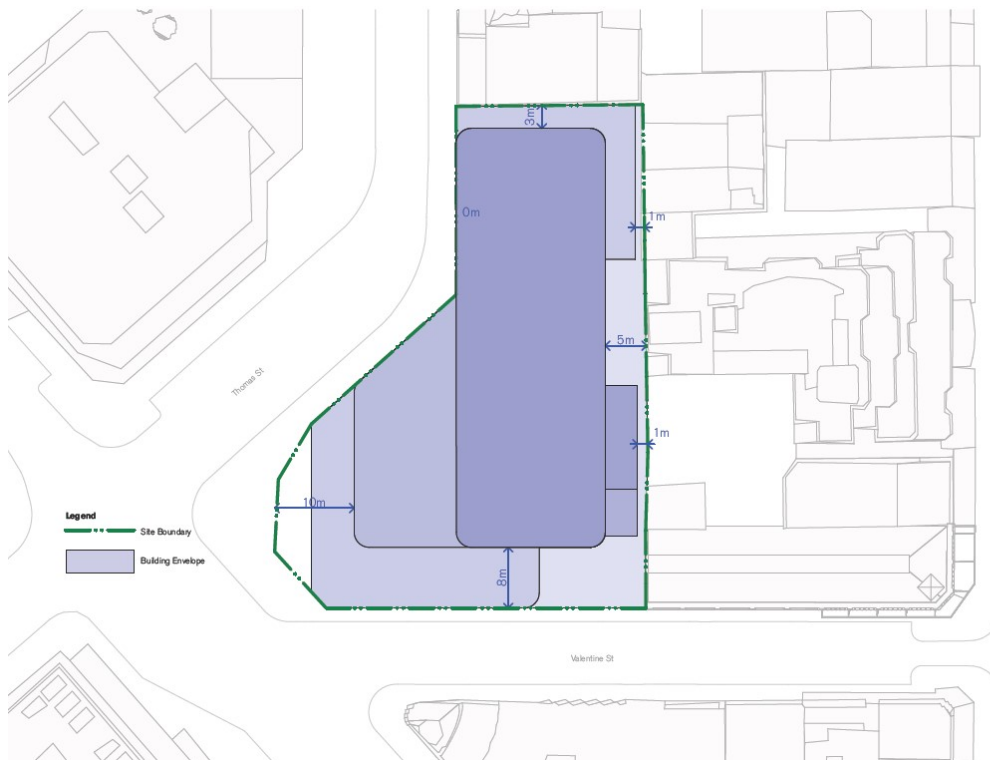 3m
0m
1m
5m
Thomas St
1m
10m
Legend
Site Boundary
Building Envelope
8m
Valentine St